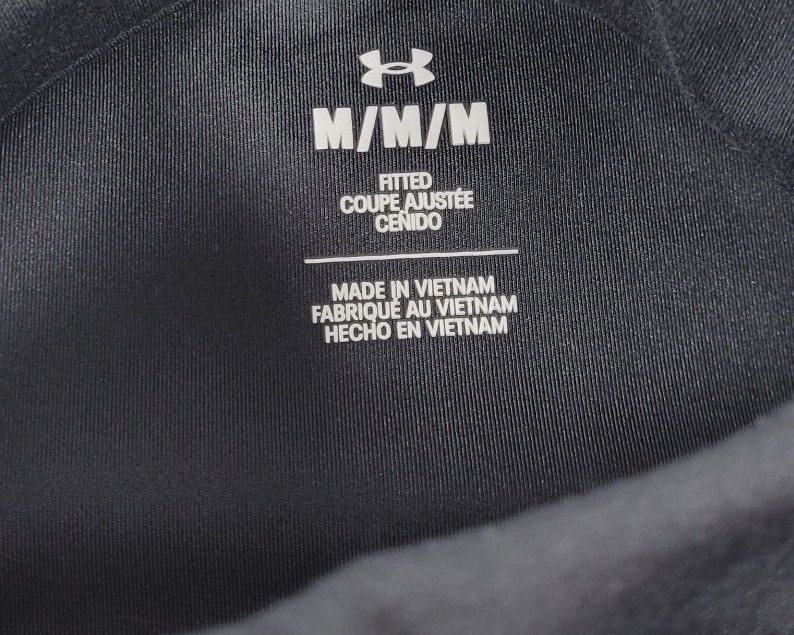 M/M/M
FITTED
COUPE AJUSTÉE
CEÑIDO
MADE IN VIETNAM
FABRIQUÉ AU VIETNAM
HECHO EN VIETNAM